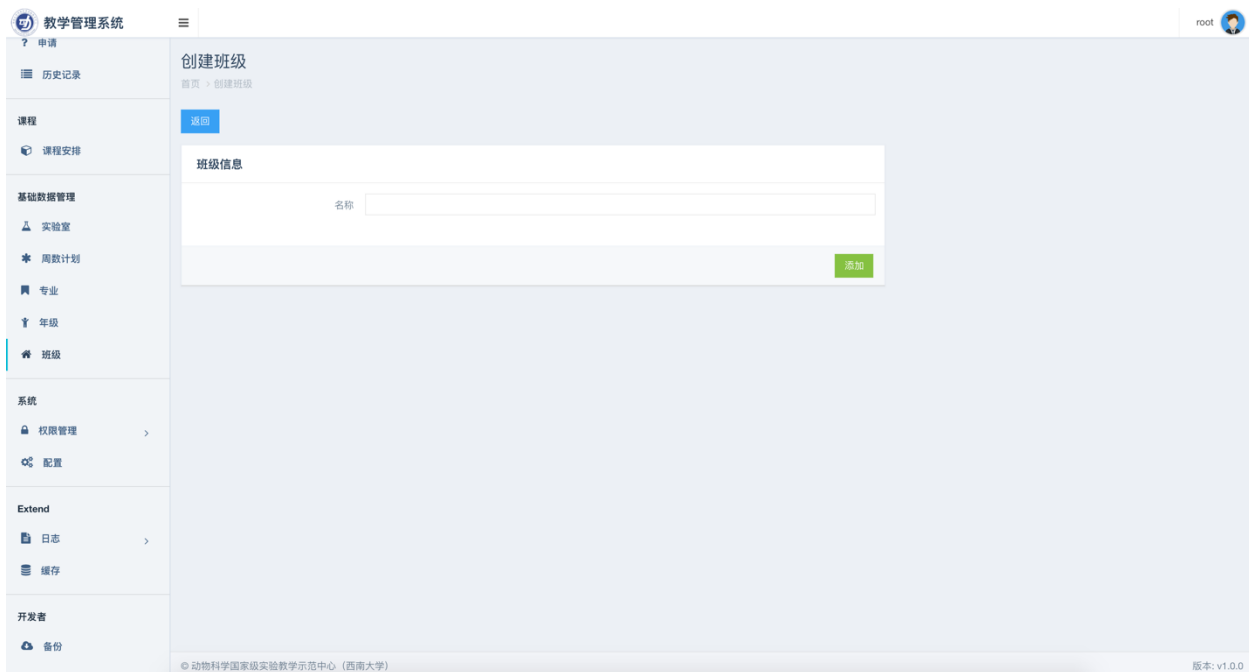 教学管理系统
root
申请
历史记录
课程
课程安排
基础数据管理
实验室
周数计划
专业
年级
班级
系统
权限管理
配置
Extend
日志
缓存
开发者
备份
创建班级
首页 > 创建班级
返回
班级信息
名称
添加
© 动物科学国家级实验教学示范中心（西南大学）
版本: v1.0.0